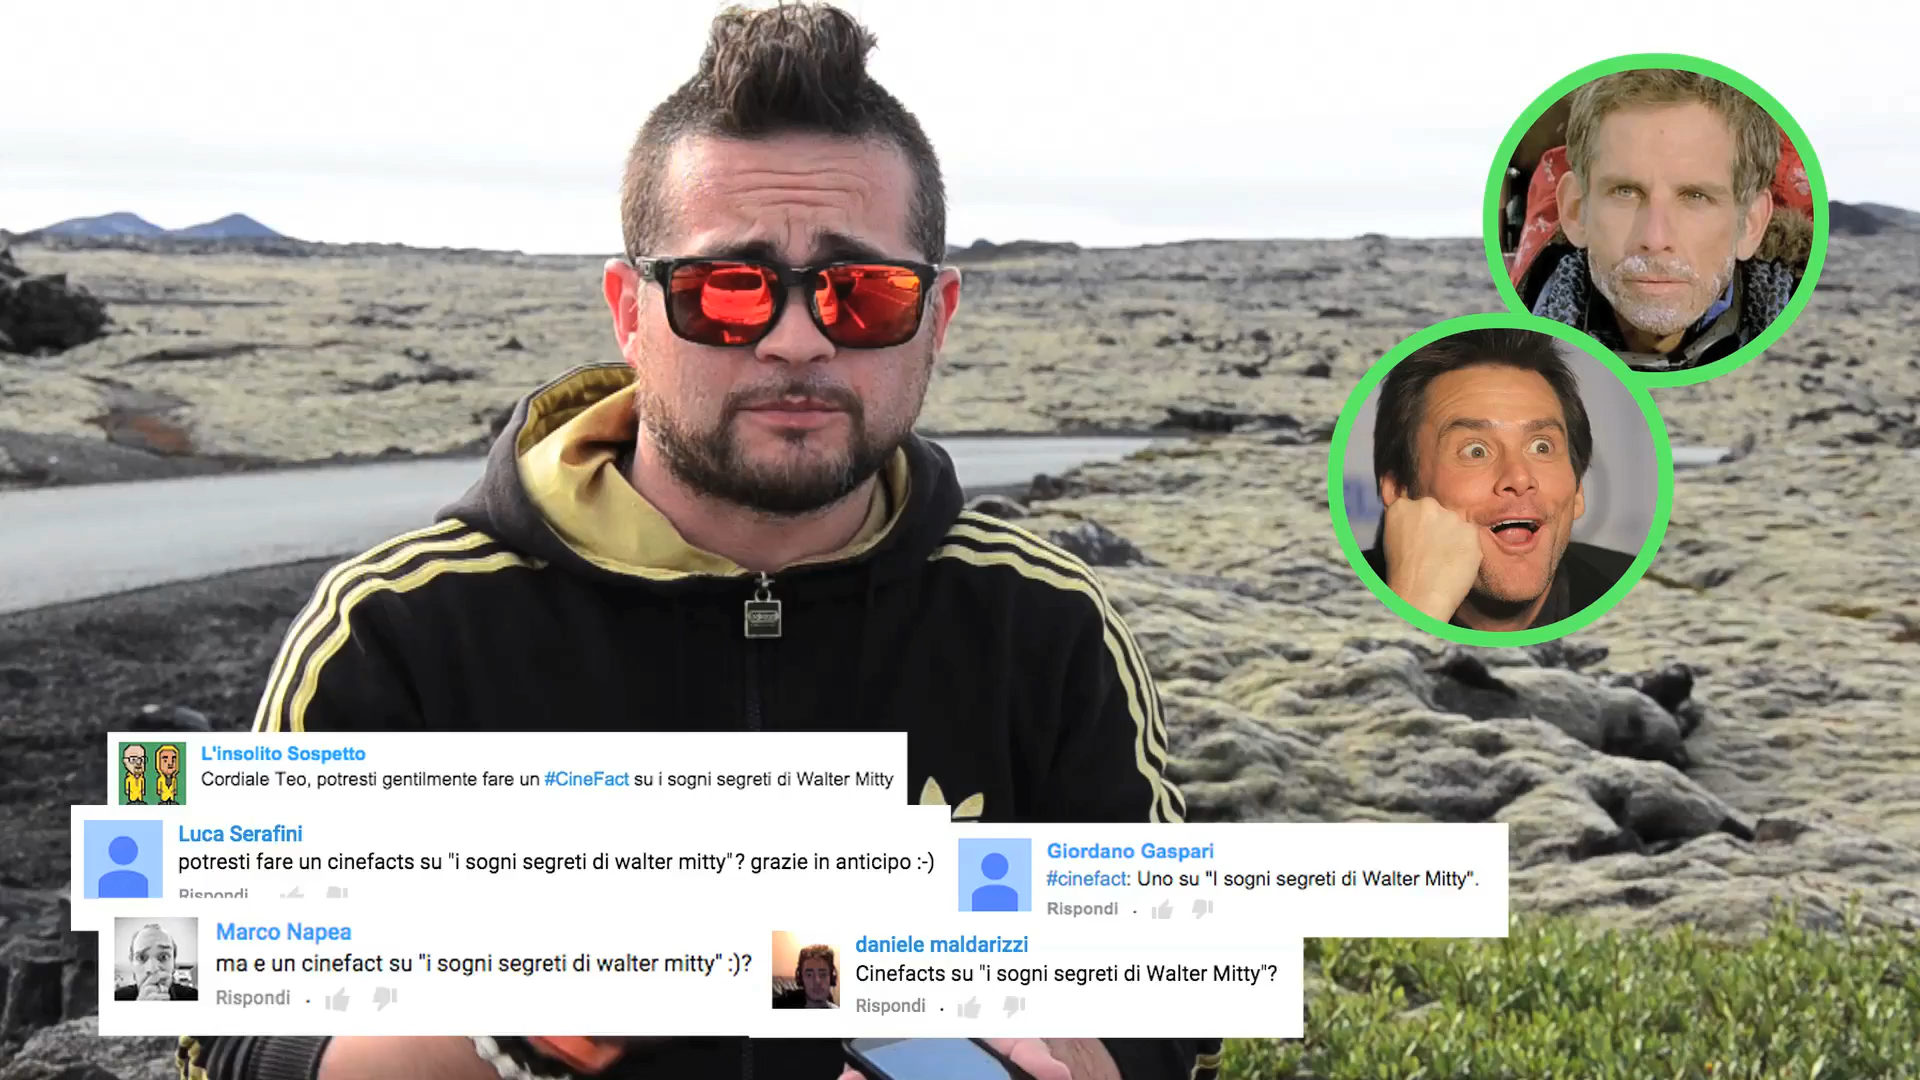 L'insolito Sospetto
Cordiale Teo, potresti gentilmente fare un #CineFact su i sogni segreti di Walter Mitty
Luca Serafini
potresti fare un cinefacts su "i sogni segreti di walter mitty"? grazie in anticipo :-)
Rispondi
Giordano Gaspari
#cinefact: Uno su "I sogni segreti di Walter Mitty".
Rispondi .
Marco Napea
ma e un cinefact su "i sogni segreti di walter mitty" :)?
Rispondi .
daniele maldarizzi
Cinefacts su "i sogni segreti di Walter Mitty"?
Rispondi .